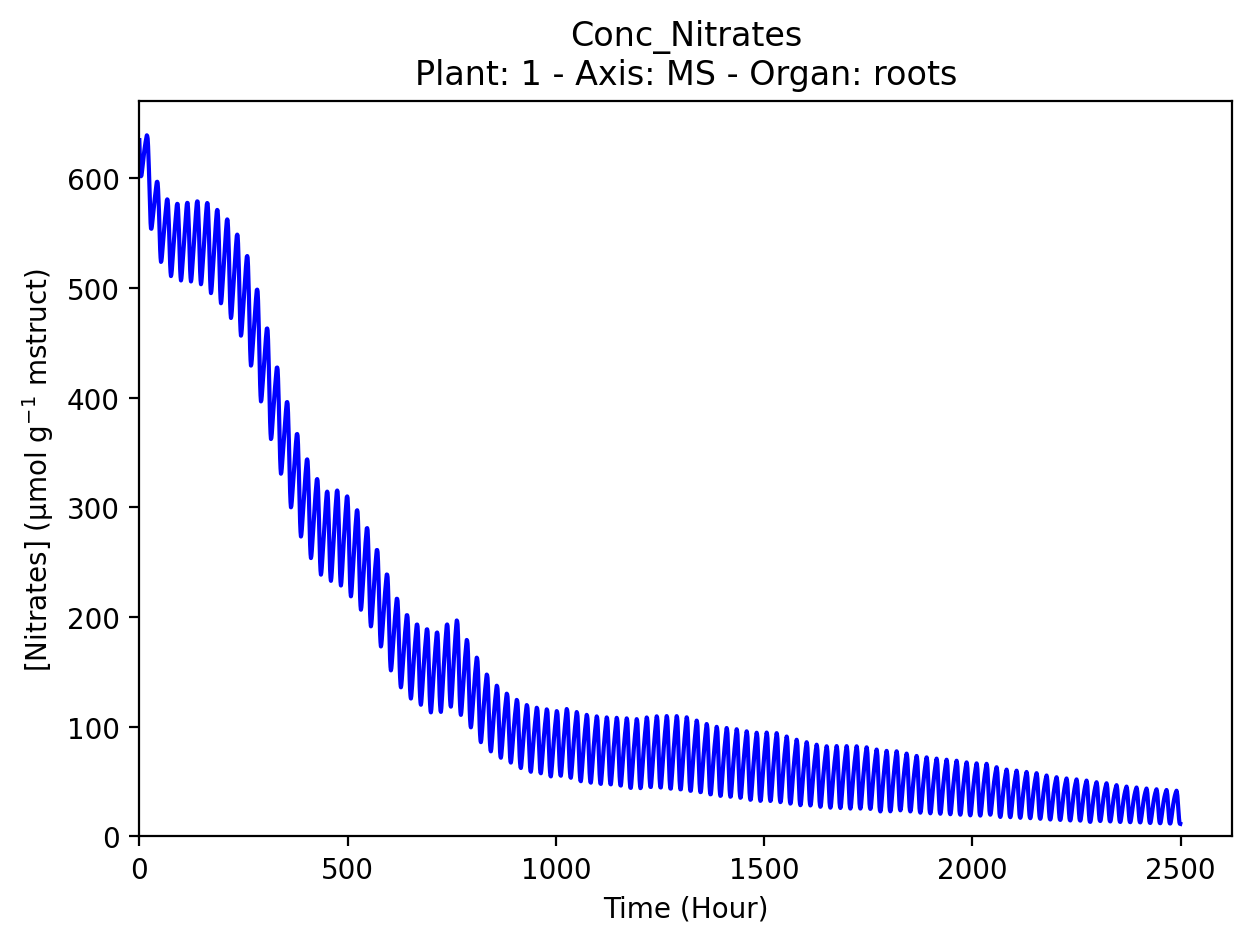 Conc_Nitrates
Plant: 1 - Axis: MS - Organ: roots
[Nitrates] (µmol g⁻¹ mstruct)
600
500
400
300
200
100
0
0 500 1000 1500 2000 2500
Time (Hour)